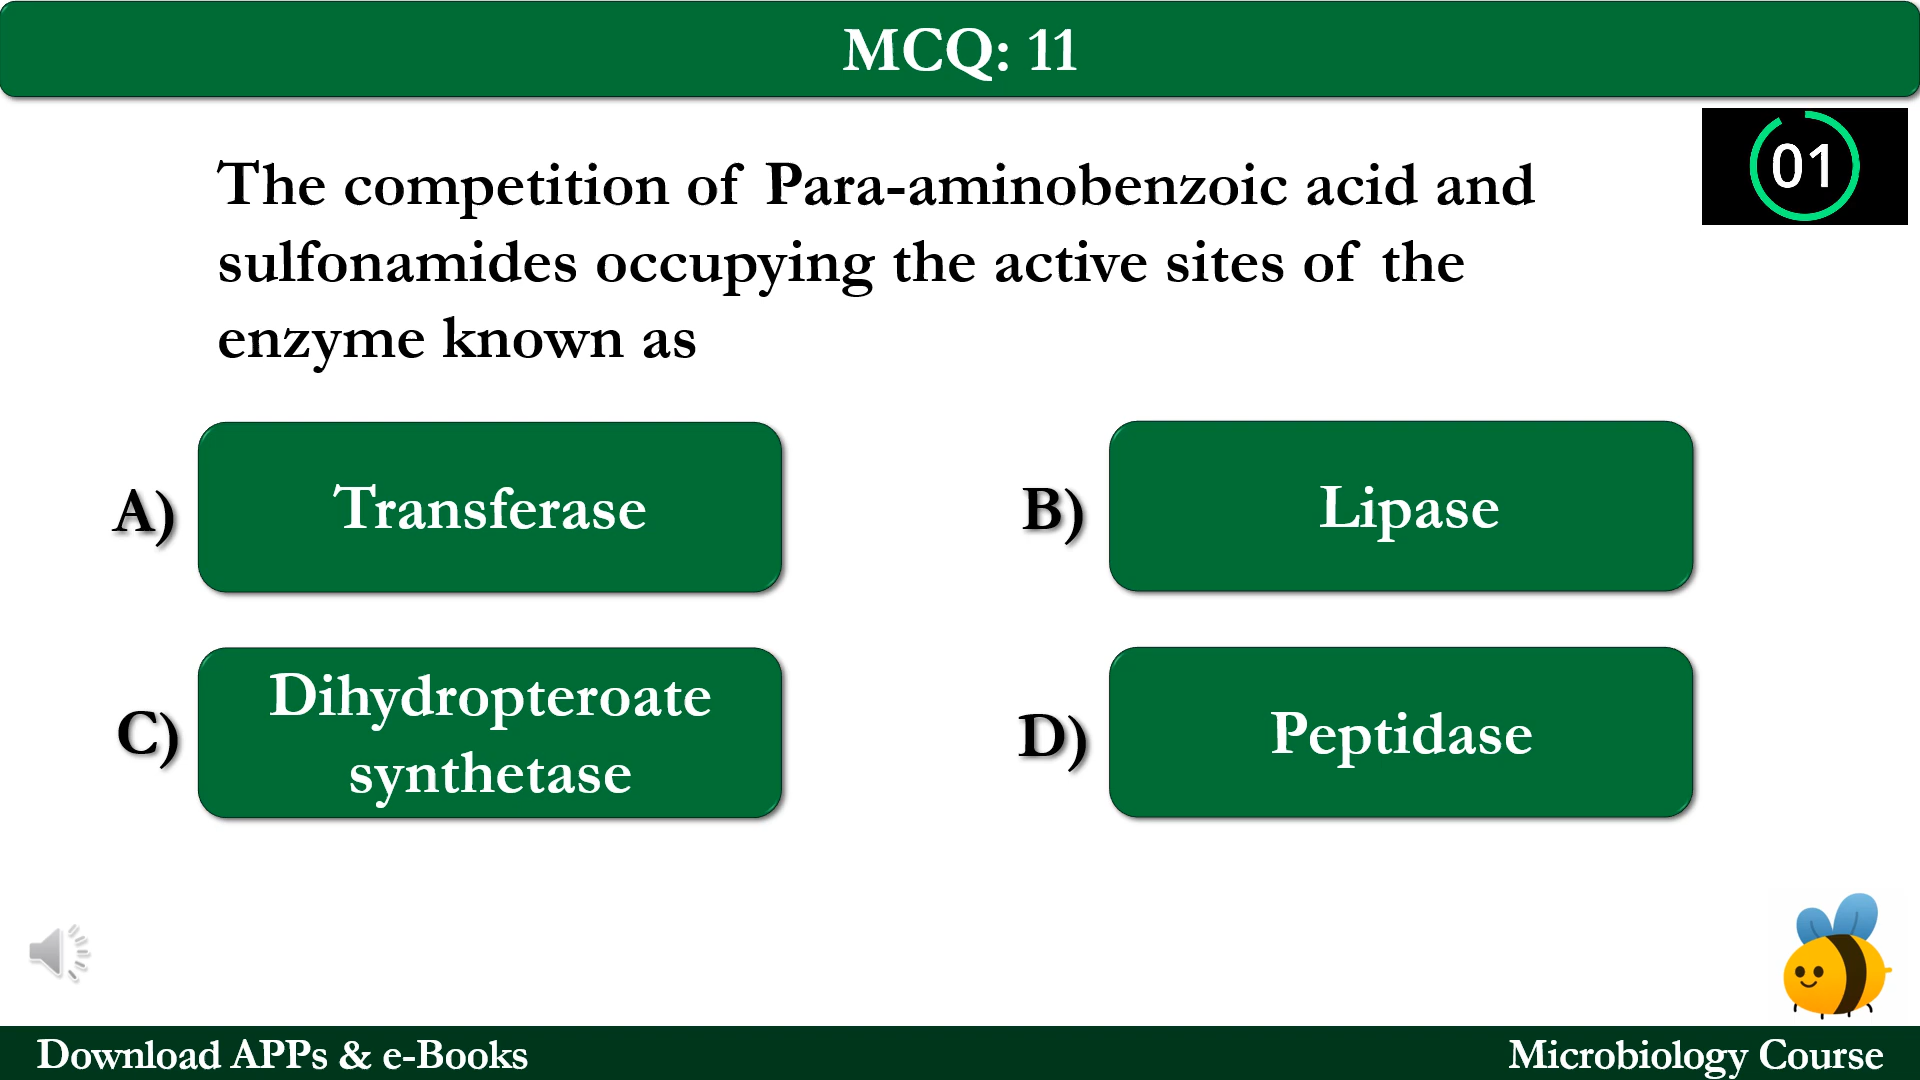 MCQ: 11
01
The competition of Para-aminobenzoic acid and
sulfonamides occupying the active sites of the
enzyme known as
A) Transferase
B) Lipase
C) Dihydropteroate
synthetase
D) Peptidase
Download APPs & e-Books
Microbiology Course